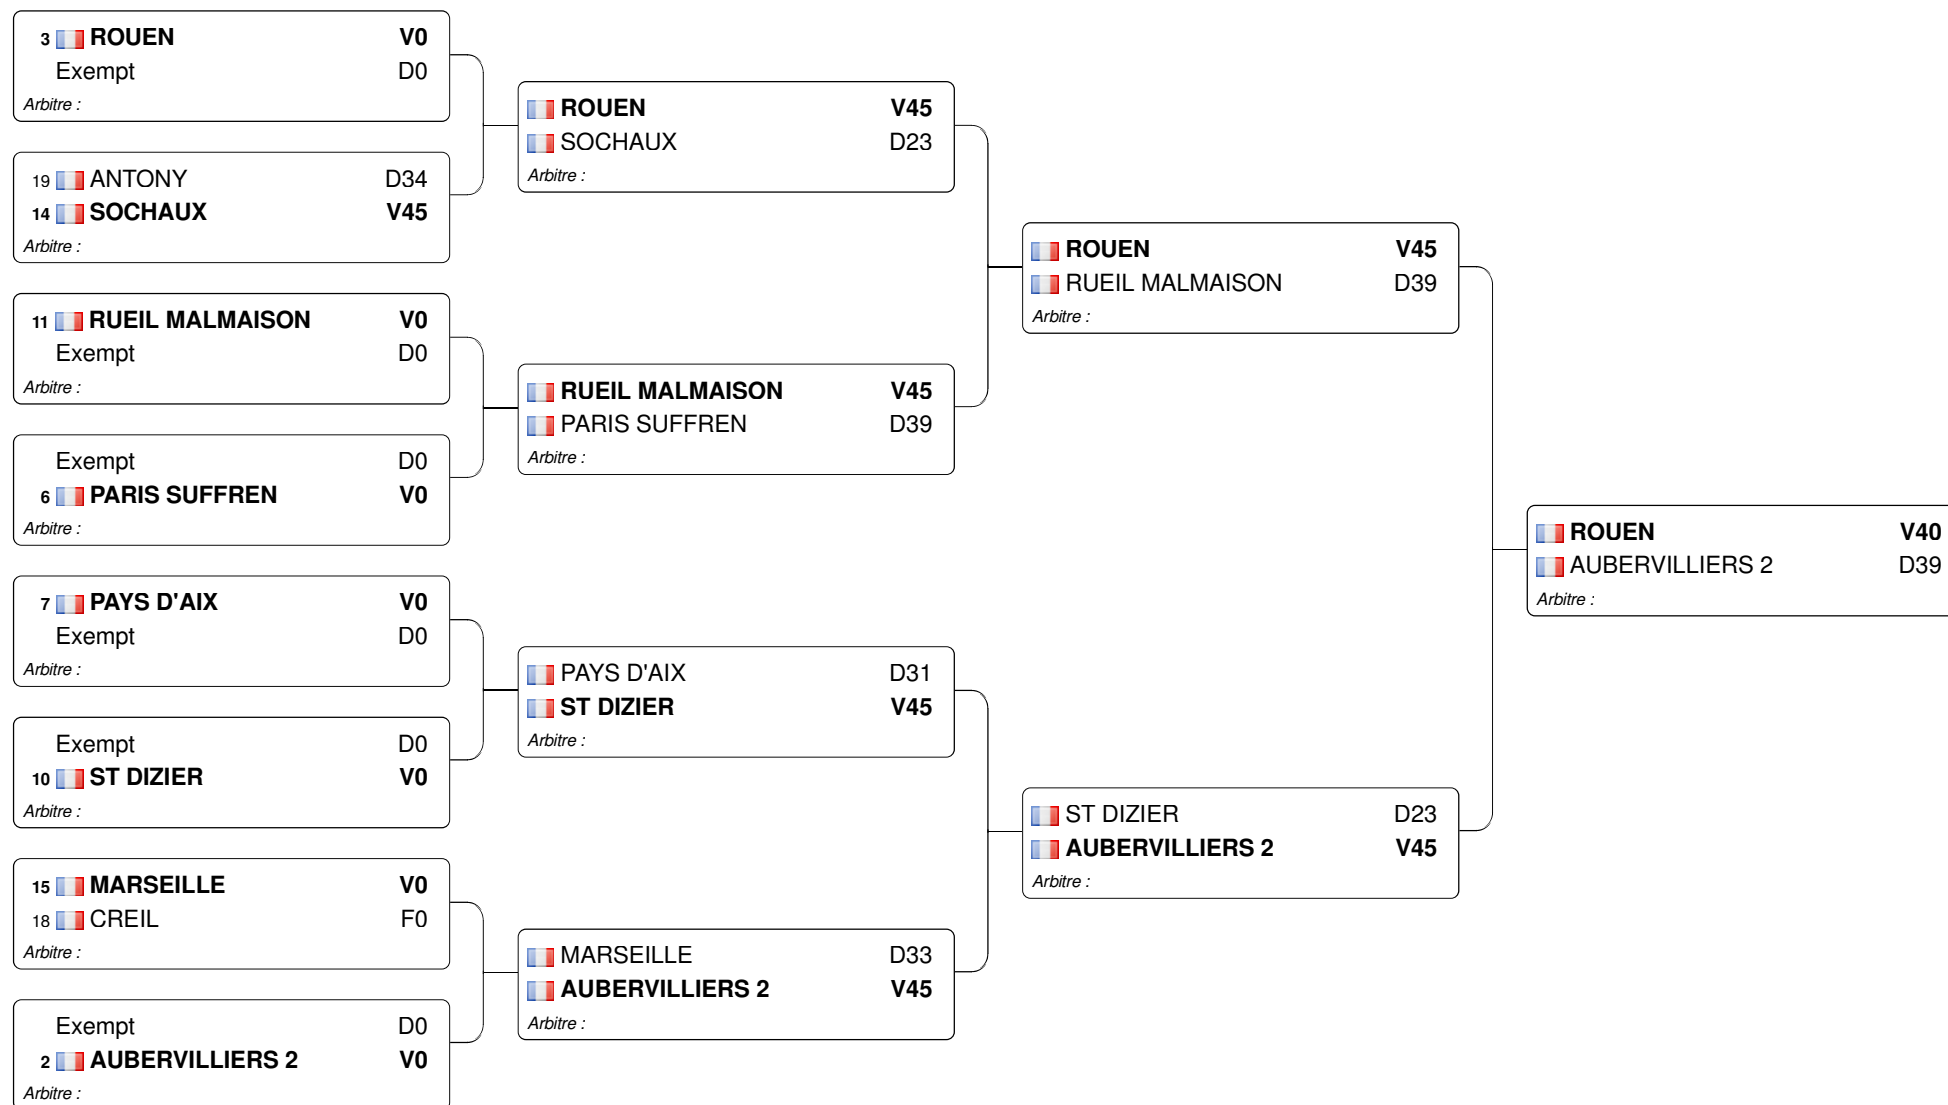 3 ROUEN V0
Exempt D0
Arbitre :
19 ANTONY D34
14 SOCHAUX V45
Arbitre :
11 RUEIL MALMAISON V0
Exempt D0
Arbitre :
Exempt D0
6 PARIS SUFFREN V0
Arbitre :
7 PAYS D'AIX V0
Exempt D0
Arbitre :
Exempt D0
10 ST DIZIER V0
Arbitre :
15 MARSEILLE V0
18 CREIL F0
Arbitre :
Exempt D0
2 AUBERVILLIERS 2 V0
Arbitre :
ROUEN V45
SOCHAUX D23
Arbitre :
RUEIL MALMAISON V45
PARIS SUFFREN D39
Arbitre :
PAYS D'AIX D31
ST DIZIER V45
Arbitre :
MARSEILLE D33
AUBERVILLIERS 2 V45
Arbitre :
ROUEN V45
RUEIL MALMAISON D39
Arbitre :
ST DIZIER D23
AUBERVILLIERS 2 V45
Arbitre :
ROUEN V40
AUBERVILLIERS 2 D39
Arbitre :